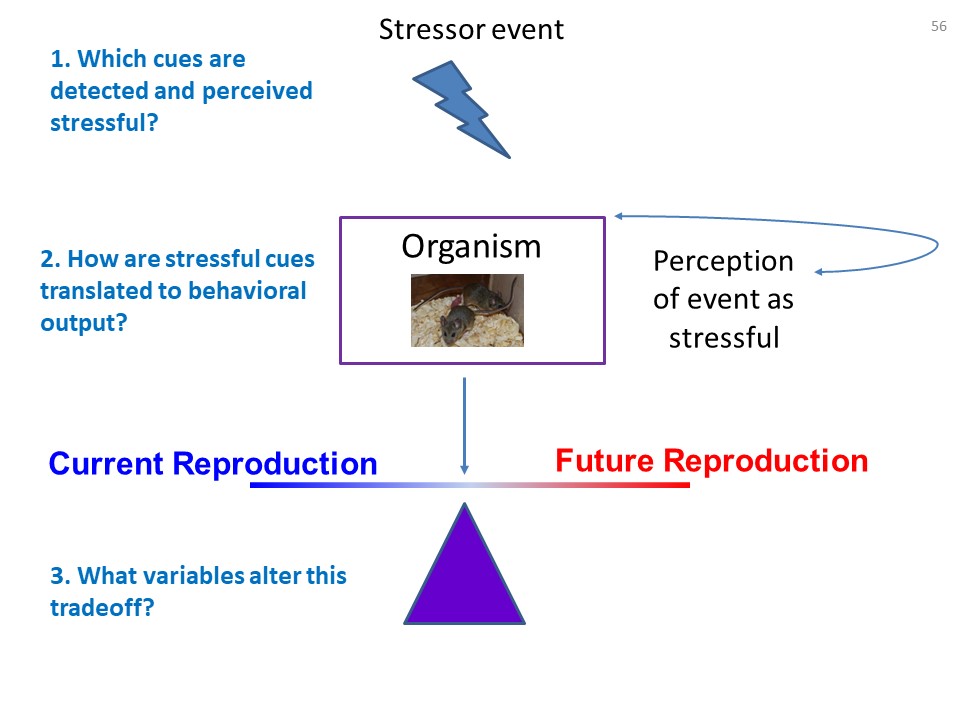 56
Stressor event
1. Which cues are
detected and perceived
stressful?
Organism
2. How are stressful cues
translated to behavioral
output?
Perception
of event as
stressful
Current Reproduction
Future Reproduction
3. What variables alter this
tradeoff?